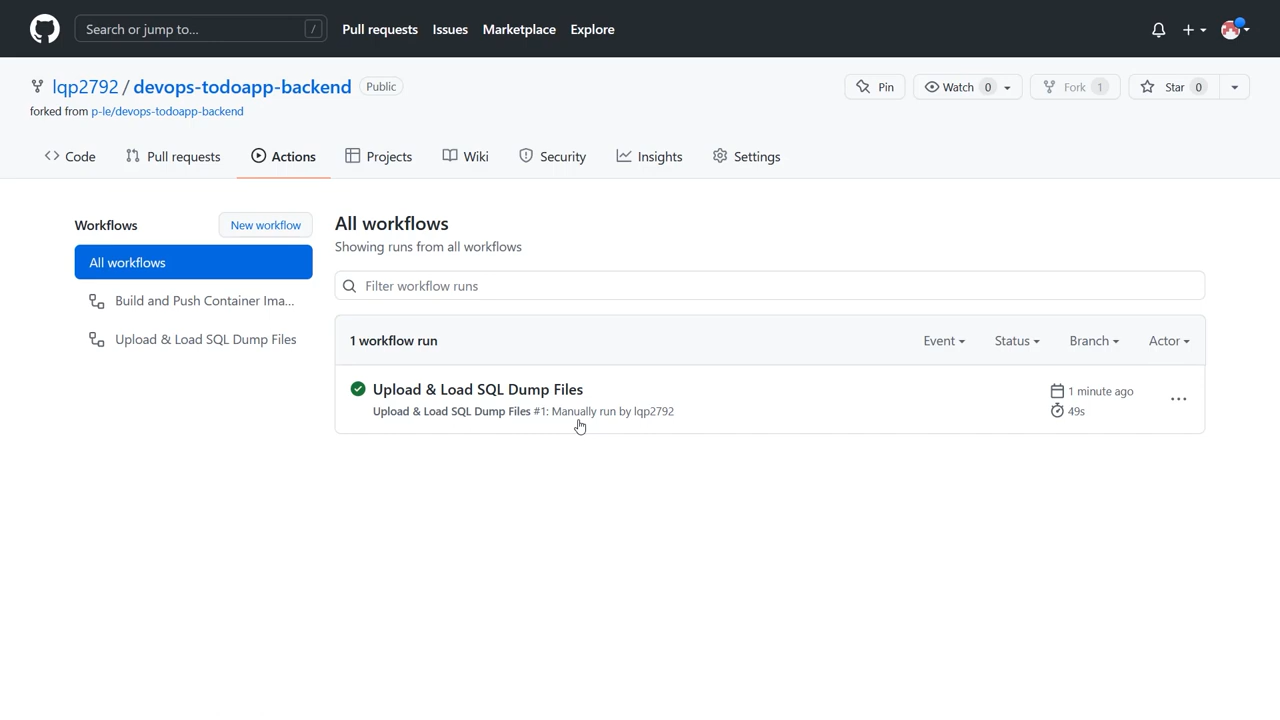 Search or jump to... /
Pull requests Issues Marketplace Explore
lqp2792 / devops-todoapp-backend Public
Pin Watch 0 Fork 1 Star 0
forked from p-le/devops-todoapp-backend
Code Pull requests Actions Projects Wiki Security Insights Settings
Workflows New workflow
All workflows
Build and Push Container Ima...
Upload & Load SQL Dump Files
All workflows
Showing runs from all workflows
Filter workflow runs
1 workflow run Event Status Branch Actor
Upload & Load SQL Dump Files
Upload & Load SQL Dump Files #1: Manually run by lqp2792
1 minute ago
49s